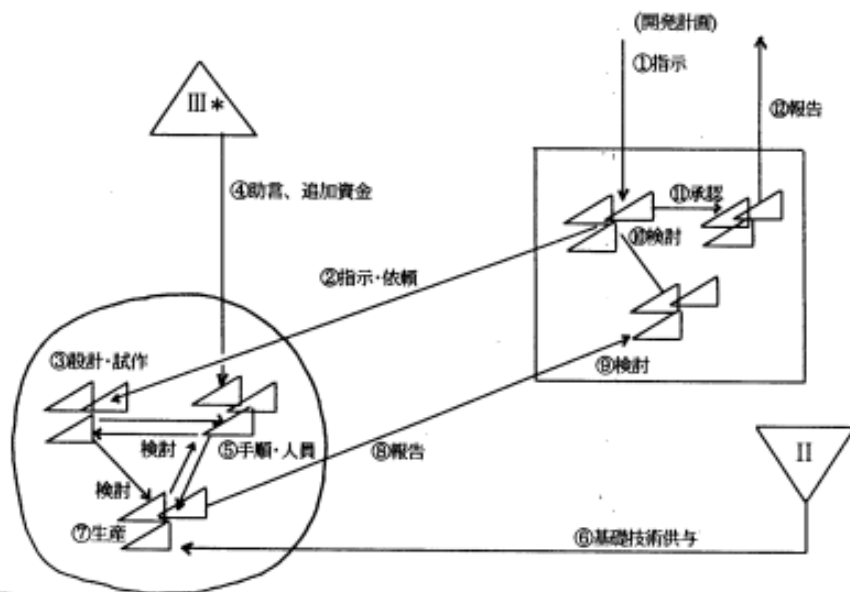 (開発計画)
①指示
⑫報告
Ⅲ*
④助言、追加資金
⑪承認
⑩検討
②指示・依頼
③設計・試作
⑨検討
⑤手順・人員
検討
⑧報告
検討
Ⅱ
⑦生産
⑥基礎技術供与